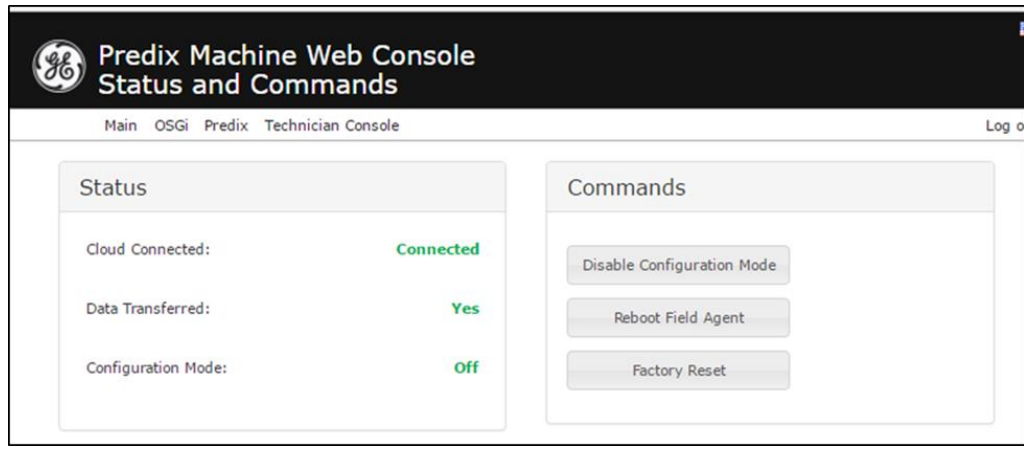 Predix Machine Web Console
Status and Commands
Main OSGi Predix Technician Console
Status
Cloud Connected: Connected
Data Transferred: Yes
Configuration Mode: Off
Commands
Disable Configuration Mode
Reboot Field Agent
Factory Reset